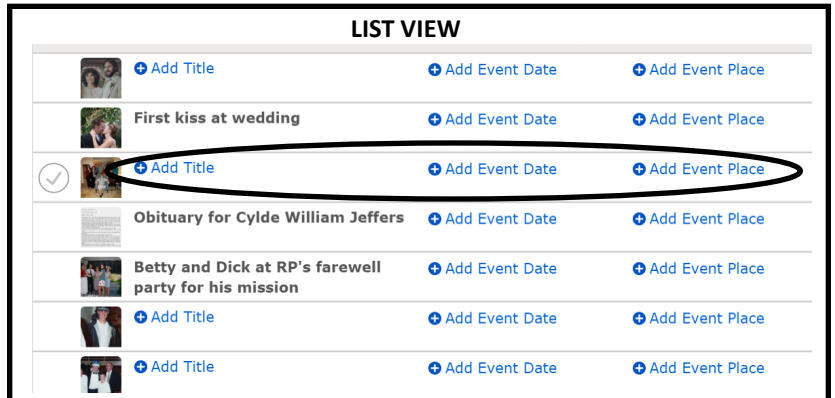 LIST VIEW
Add Title Add Event Date Add Event Place
First kiss at wedding Add Event Date Add Event Place
Add Title Add Event Date Add Event Place
Obituary for Cylde William Jeffers Add Event Date Add Event Place
Betty and Dick at RP's farewell Add Event Date Add Event Place
party for his mission
Add Title Add Event Date Add Event Place
Add Title Add Event Date Add Event Place